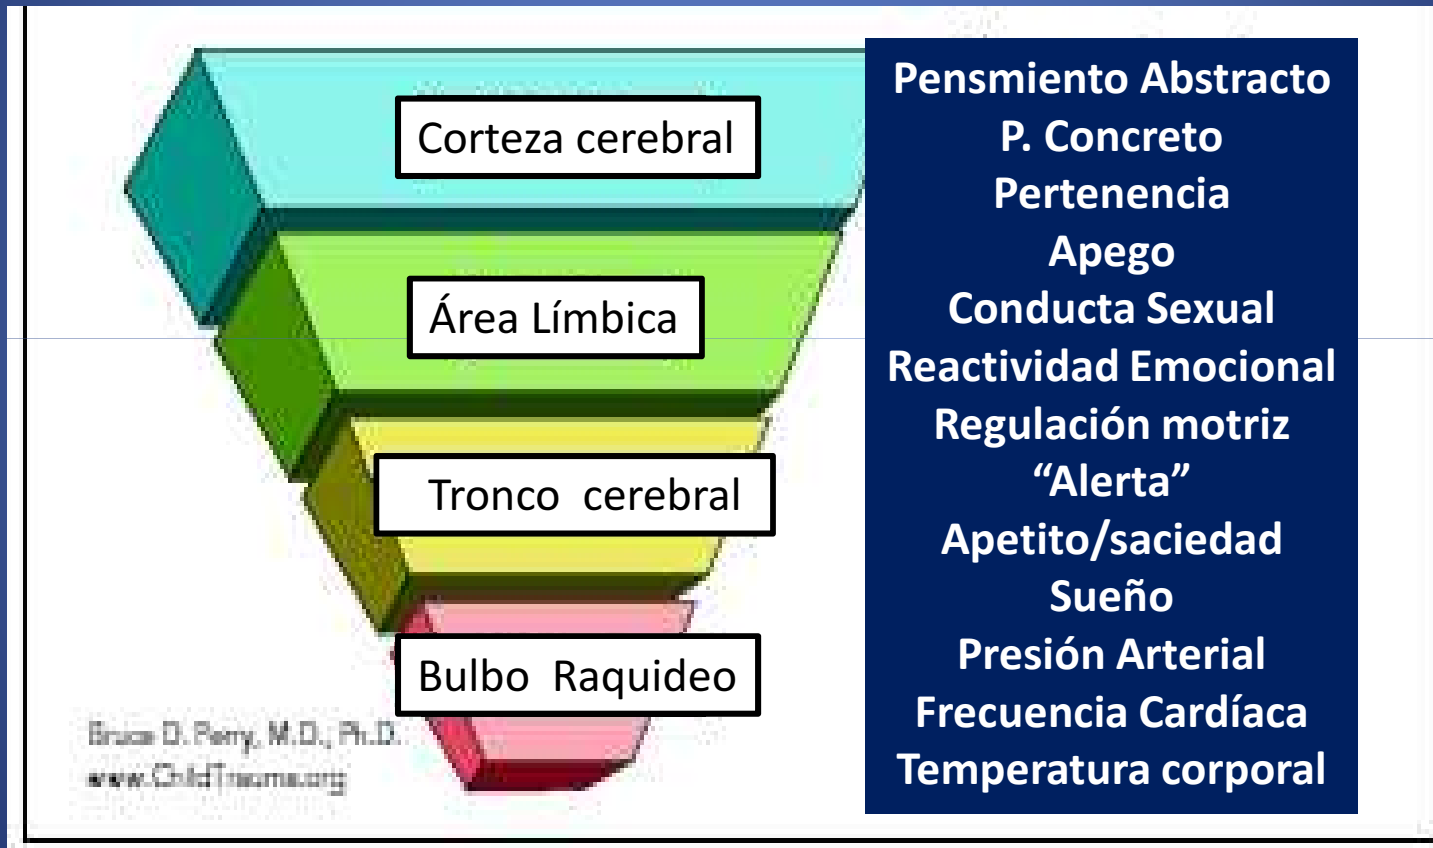 Corteza cerebral
Área Límbica
Tronco cerebral
Bulbo Raquideo
Bruce D. Perry, M.D., Ph.D.
www.ChildTrauma.org
Pensmiento Abstracto
P. Concreto
Pertenencia
Apego
Conducta Sexual
Reactividad Emocional
Regulación motriz
“Alerta”
Apetito/saciedad
Sueño
Presión Arterial
Frecuencia Cardíaca
Temperatura corporal